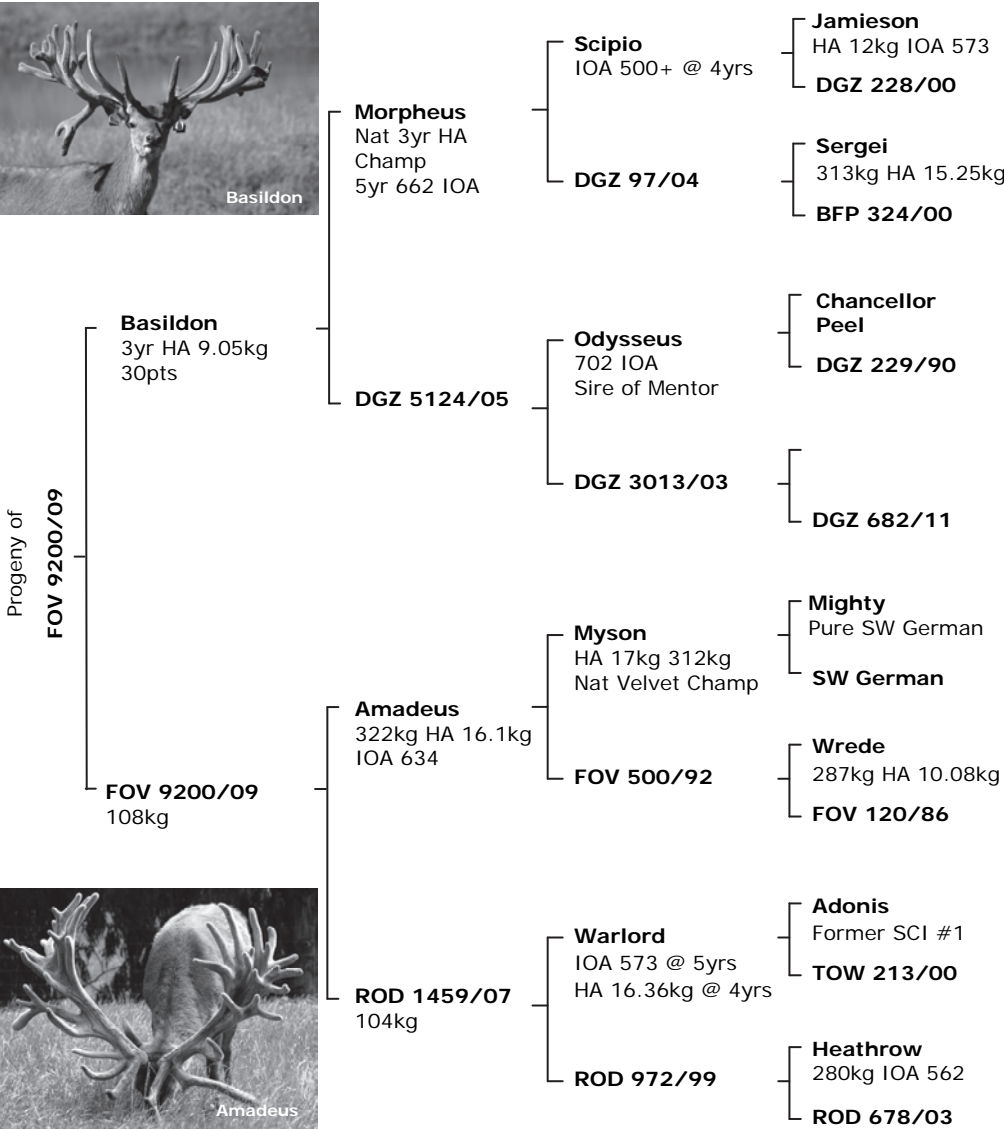 Basildon
Progeny of
FOV 9200/09
Basildon
3yr HA 9.05kg
30pts
Morpheus
Nat 3yr HA
Champ
5yr 662 IOA
Scipio
IOA 500+ @ 4yrs
Jamieson
HA 12kg IOA 573
DGZ 228/00
DGZ 97/04
Sergei
313kg HA 15.25kg
BFP 324/00
DGZ 5124/05
Odysseus
702 IOA
Sire of Mentor
Chancellor
Peel
DGZ 229/90
DGZ 3013/03
DGZ 682/11
FOV 9200/09
108kg
Amadeus
322kg HA 16.1kg
IOA 634
Myson
HA 17kg 312kg
Nat Velvet Champ
Mighty
Pure SW German
SW German
FOV 500/92
Wrede
287kg HA 10.08kg
FOV 120/86
ROD 1459/07
104kg
Warlord
IOA 573 @ 5yrs
HA 16.36kg @ 4yrs
Adonis
Former SCI #1
TOW 213/00
ROD 972/99
Heathrow
280kg IOA 562
ROD 678/03
Amadeus